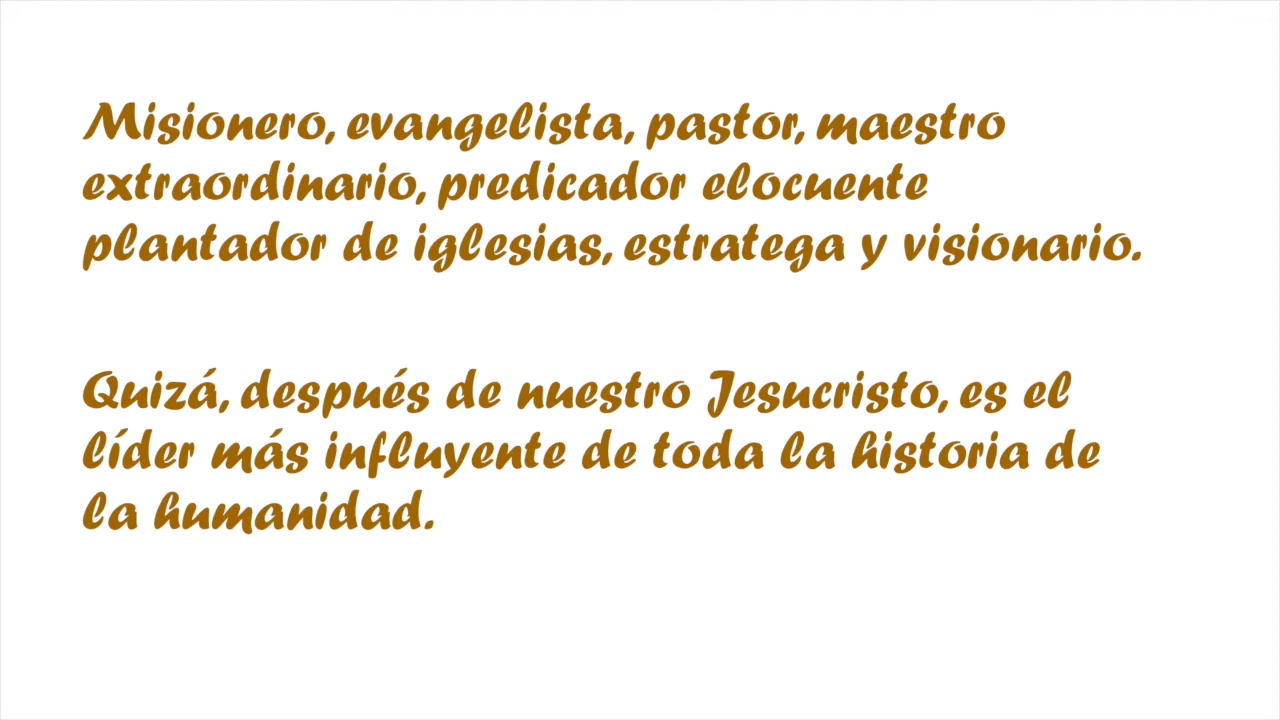 Misionero, evangelista, pastor, maestro
extraordinario, predicador elocuente
plantador de iglesias, estratega y visionario.
Quizá, después de nuestro Jesucristo, es el
líder más influyente de toda la historia de
la humanidad.